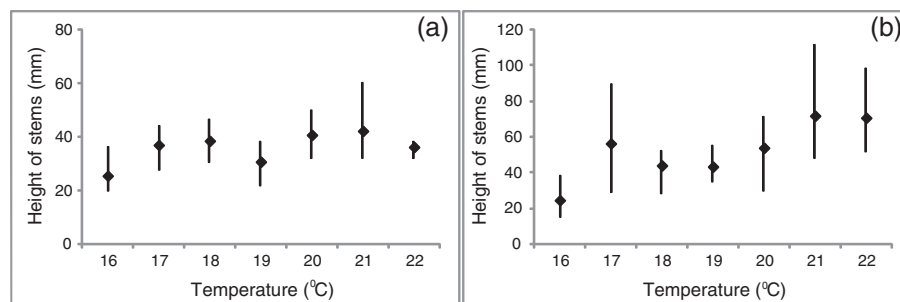 (a)
Height of stems (mm)
80
60
40
20
0
16 17 18 19 20 21 22
Temperature (⁰C)
(b)
Height of stems (mm)
120
100
80
60
40
20
0
16 17 18 19 20 21 22
Temperature (⁰C)